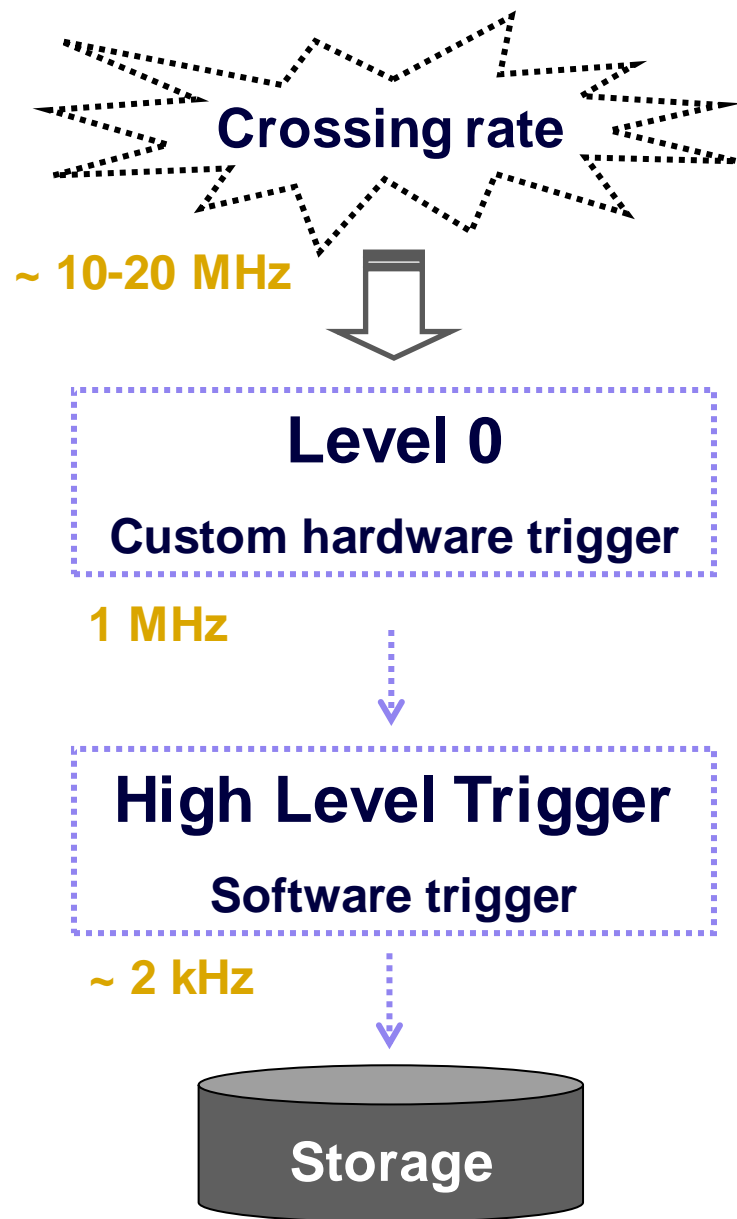 Crossing rate
~ 10-20 MHz
Level 0
Custom hardware trigger
1 MHz
High Level Trigger
Software trigger
~ 2 kHz
Storage